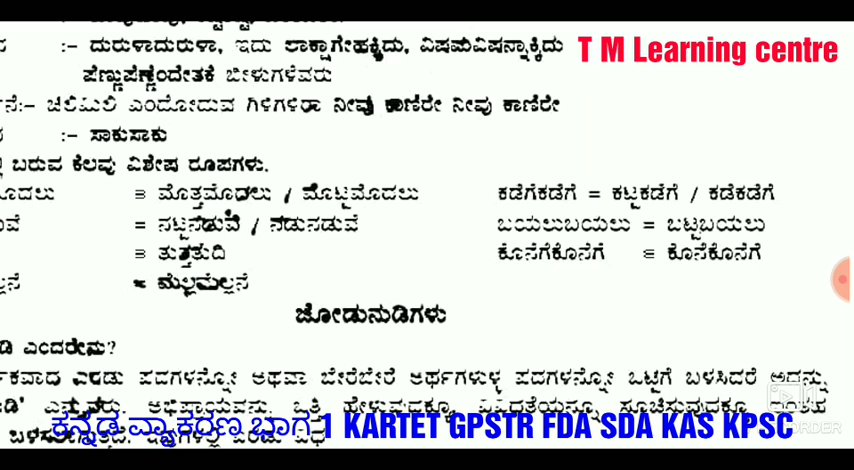 :- ದುರುಳಾದುರುಳಾ, ಇದು ಲಾಕ್ಷಾಗೇಹಕ್ಕಿದು, ವಿಷಮವಿಷನ್ನಾಕ್ಕಿದು T M Learning centre
ಪೆಣ್ಣುಪೆಣ್ಣೆಂದೇತಕೆ ಬೀಳುಗಳೆವರು
:- ಚಿಲಿಮಿಲಿ ಎಂದೋದುವ ಗಿಳಿಗಳಿರಾ ನೀವು ಕಾಣಿರೇ ನೀವು ಕಾಣಿರೇ
:- ಸಾಕುಸಾಕು
ಬರುವ ಕೆಲವು ವಿಶೇಷ ರೂಪಗಳು.
= ಮೊತ್ತಮೊದಲು / ಮೊಟ್ಟಮೊದಲು ಕಡೆಗೆಕಡೆಗೆ = ಕಟ್ಟಕಡೆಗೆ / ಕಡೆಕಡೆಗೆ
= ನಟ್ಟನಡುವೆ / ನಡುನಡುವೆ ಬಯಲುಬಯಲು = ಬಟ್ಟಬಯಲು
= ತುತ್ತತುದಿ ಕೊನೆಗೆಕೊನೆಗೆ = ಕೊನೆಕೊನೆಗೆ
= ಮೆಲ್ಲಮೆಲ್ಲನೆ
ಜೋಡುನುಡಿಗಳು
ಎಂದರೇನು?
ಎರಡು ಪದಗಳನ್ನೋ ಅಥವಾ ಬೇರೆಬೇರೆ ಅರ್ಥಗಳುಳ್ಳ ಪದಗಳನ್ನೋ ಒಟ್ಟಿಗೆ ಬಳಸಿದರೆ ಅದನ್ನು
ಕನ್ನಡ ವ್ಯಾಕರಣ ಭಾಗ 1 KARTET GPSTR FDA SDA KAS KPSC